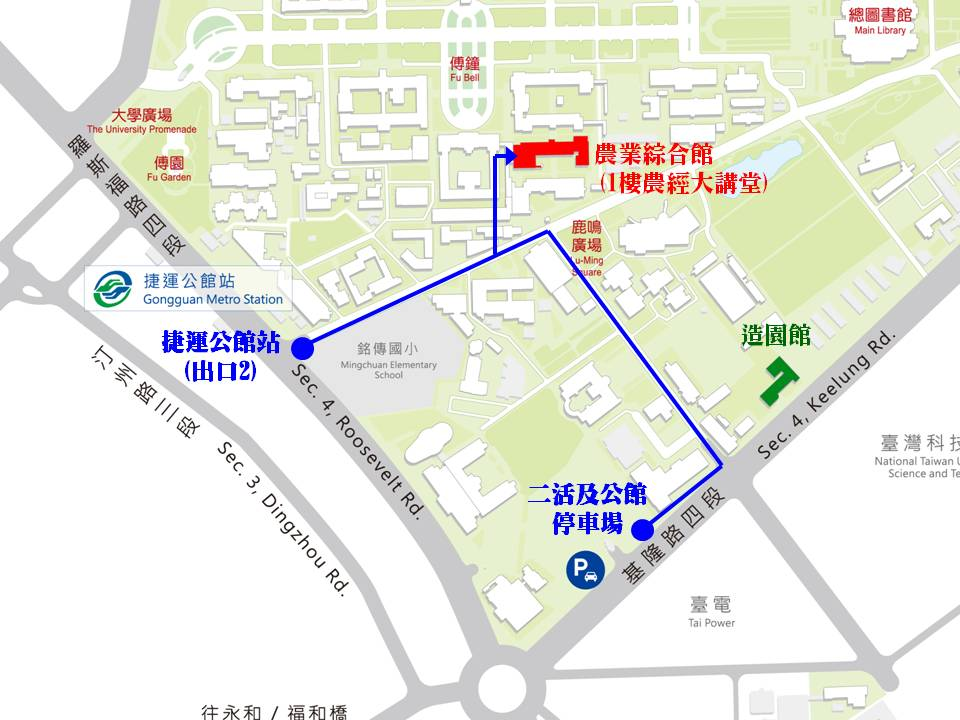 總圖書館
Main Library
傅鐘
Fu Bell
大學廣場
The University Promenade
傅園
Fu Garden
羅斯福路四段
農業綜合館
(1樓農經大講堂)
鹿鳴
廣場
Lu-Ming
Square
捷運公館站
Gongguan Metro Station
捷運公館站
(出口2)
銘傳國小
Mingchuan Elementary
School
造園館
汀州路三段
Sec. 3, Dingzhou Rd.
Sec. 4, Roosevelt Rd.
Sec. 4, Keelung Rd.
基隆路四段
臺灣科技
National Taiwan U
Science and Te
二活及公館
停車場
P
臺電
Tai Power
往永和 / 福和橋